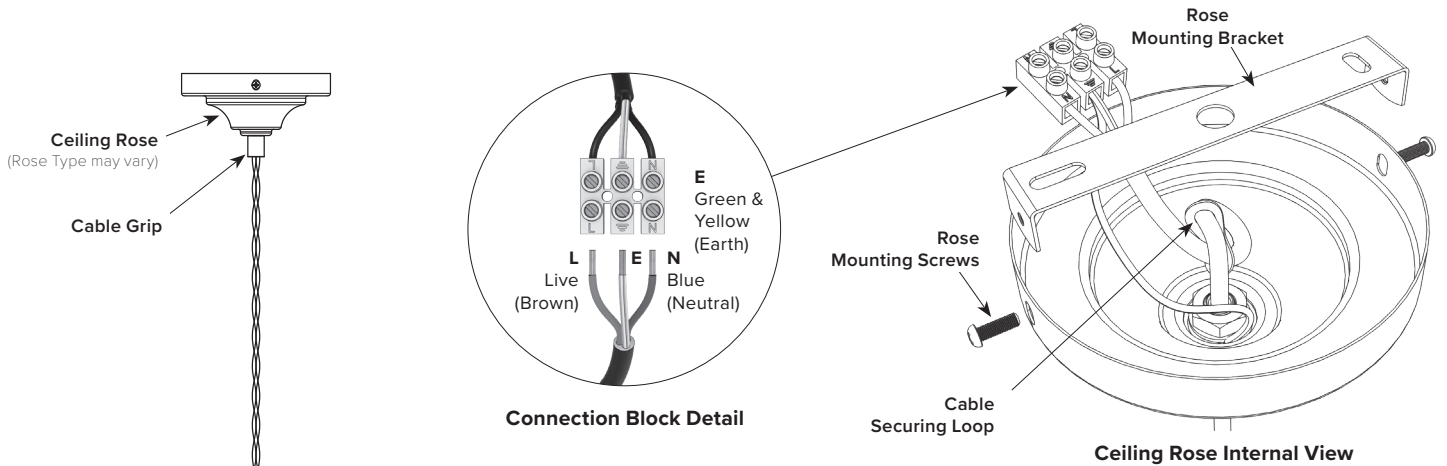 Ceiling Rose
(Rose Type may vary)
Cable Grip
L
N
L
N
E
Green &
Yellow
(Earth)
L
Live
(Brown)
E
N
Blue
(Neutral)
Connection Block Detail
Rose
Mounting Bracket
N
L
Rose
Mounting Screws
Cable
Securing Loop
Ceiling Rose Internal View